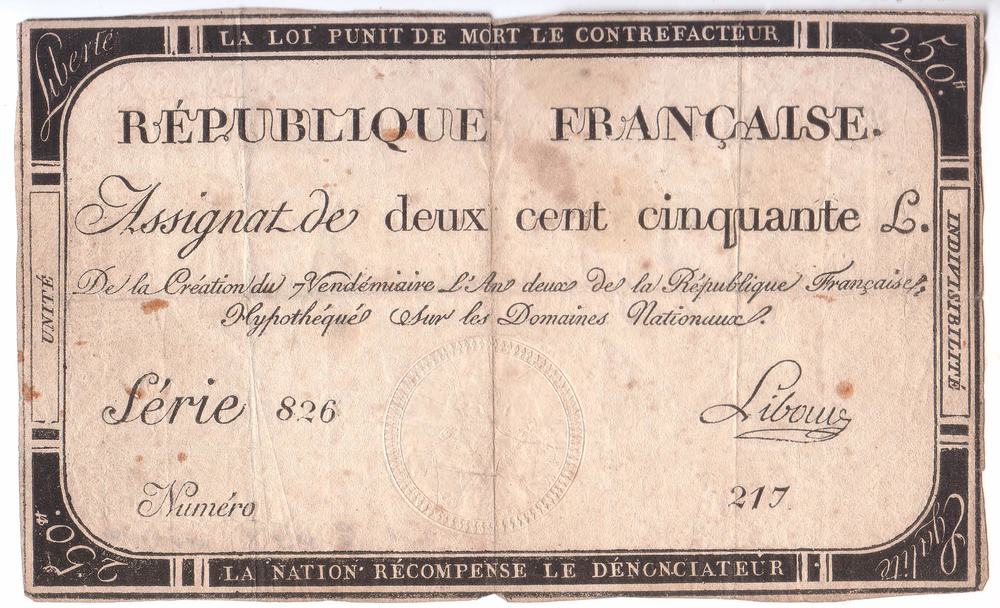 Liberté
LA LOI PUNIT DE MORT LE CONTREFACTEUR
250.tt
RÉPUBLIQUE FRANÇAISE.
Assignat de deux cent cinquante L.
De la Création du 7 Vendémiaire L'An deux de la République Française,
Hypothéqué Sur les Domaines Nationaux.
UNITÉ
INDIVISIBILITÉ
Série 826
Numéro
217.
250.tt
LA NATION RÉCOMPENSE LE DÉNONCIATEUR
Egalité